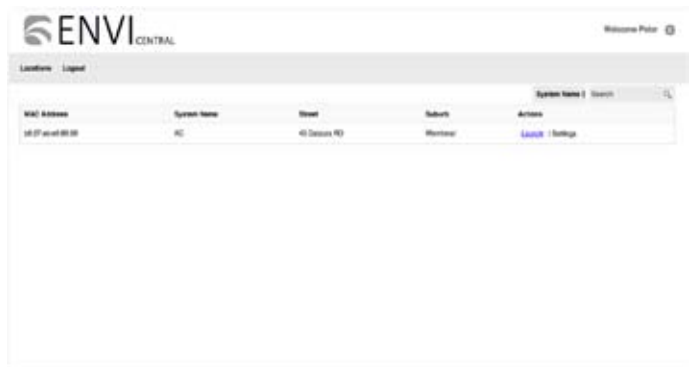 ENVI CENTRAL
Welcome Peter
Locations Logout
System Name Search
MAC Address System Name Street Suburb Actions
AC RD Launch | Settings